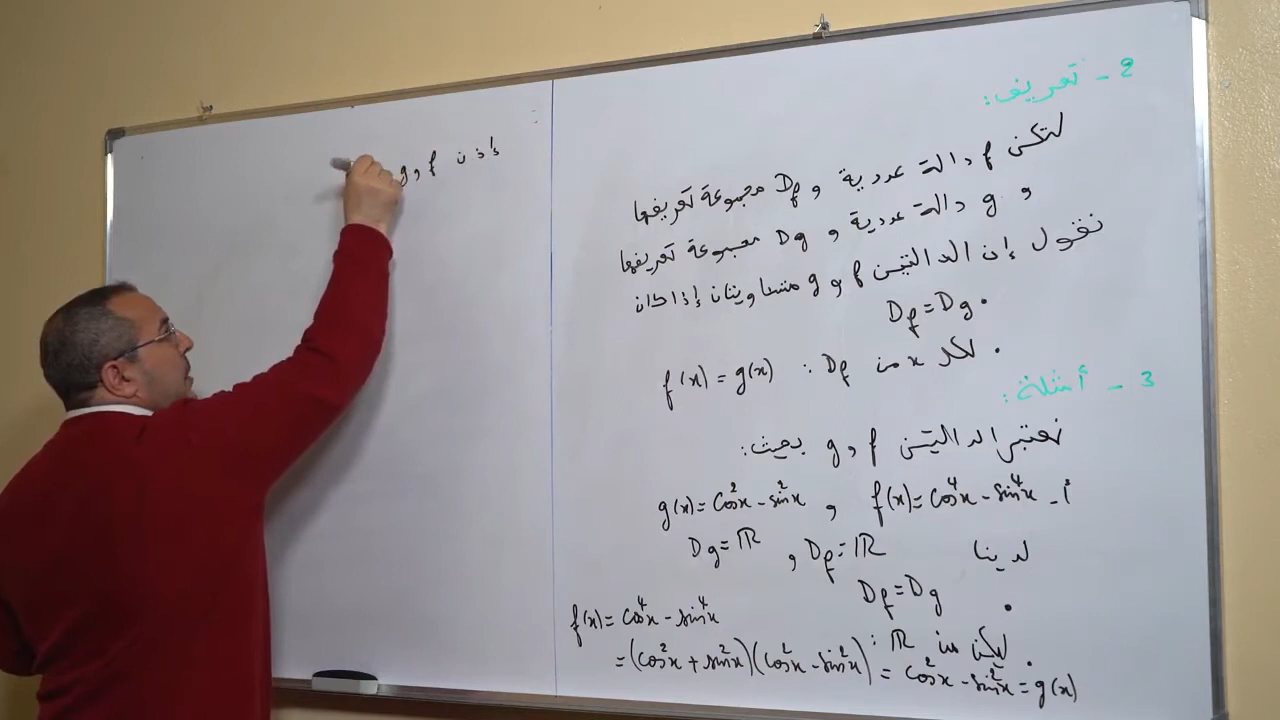 2 - تعريف:
لتكن f دالة عددية و Df مجموعة تعريفها
و g دالة عددية و Dg مجموعة تعريفها
نقول إن الدالتين f و g متساويتان إذا كان
• Df = Dg
• لكل x من Df : f(x) = g(x)
3 - أمثلة:
نعتبر الدالتين f و g بحيث:
أ- f(x) = cos⁴x - sin⁴x و g(x) = cos²x - sin²x
لدينا Df = ℝ و Dg = ℝ
• Df = Dg
• ليكن من ℝ :
f(x) = cos⁴x - sin⁴x
= (cos²x + sin²x)(cos²x - sin²x) = cos²x - sin²x = g(x)
إذن f و g